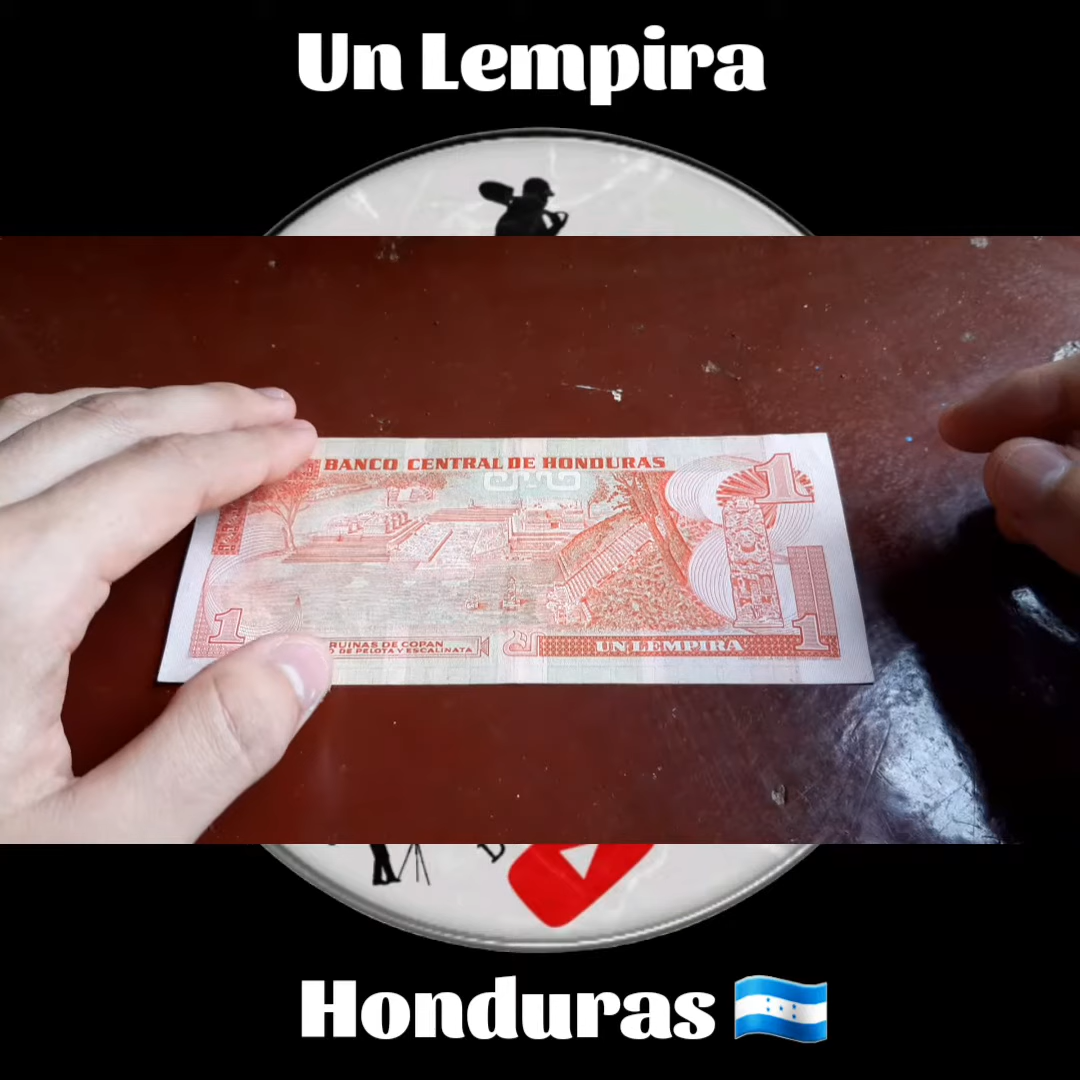 Un Lempira
BANCO CENTRAL DE HONDURAS
1
1
RUINAS DE COPAN
DE PELOTA Y ESCALINATA
UN LEMPIRA
1
Honduras